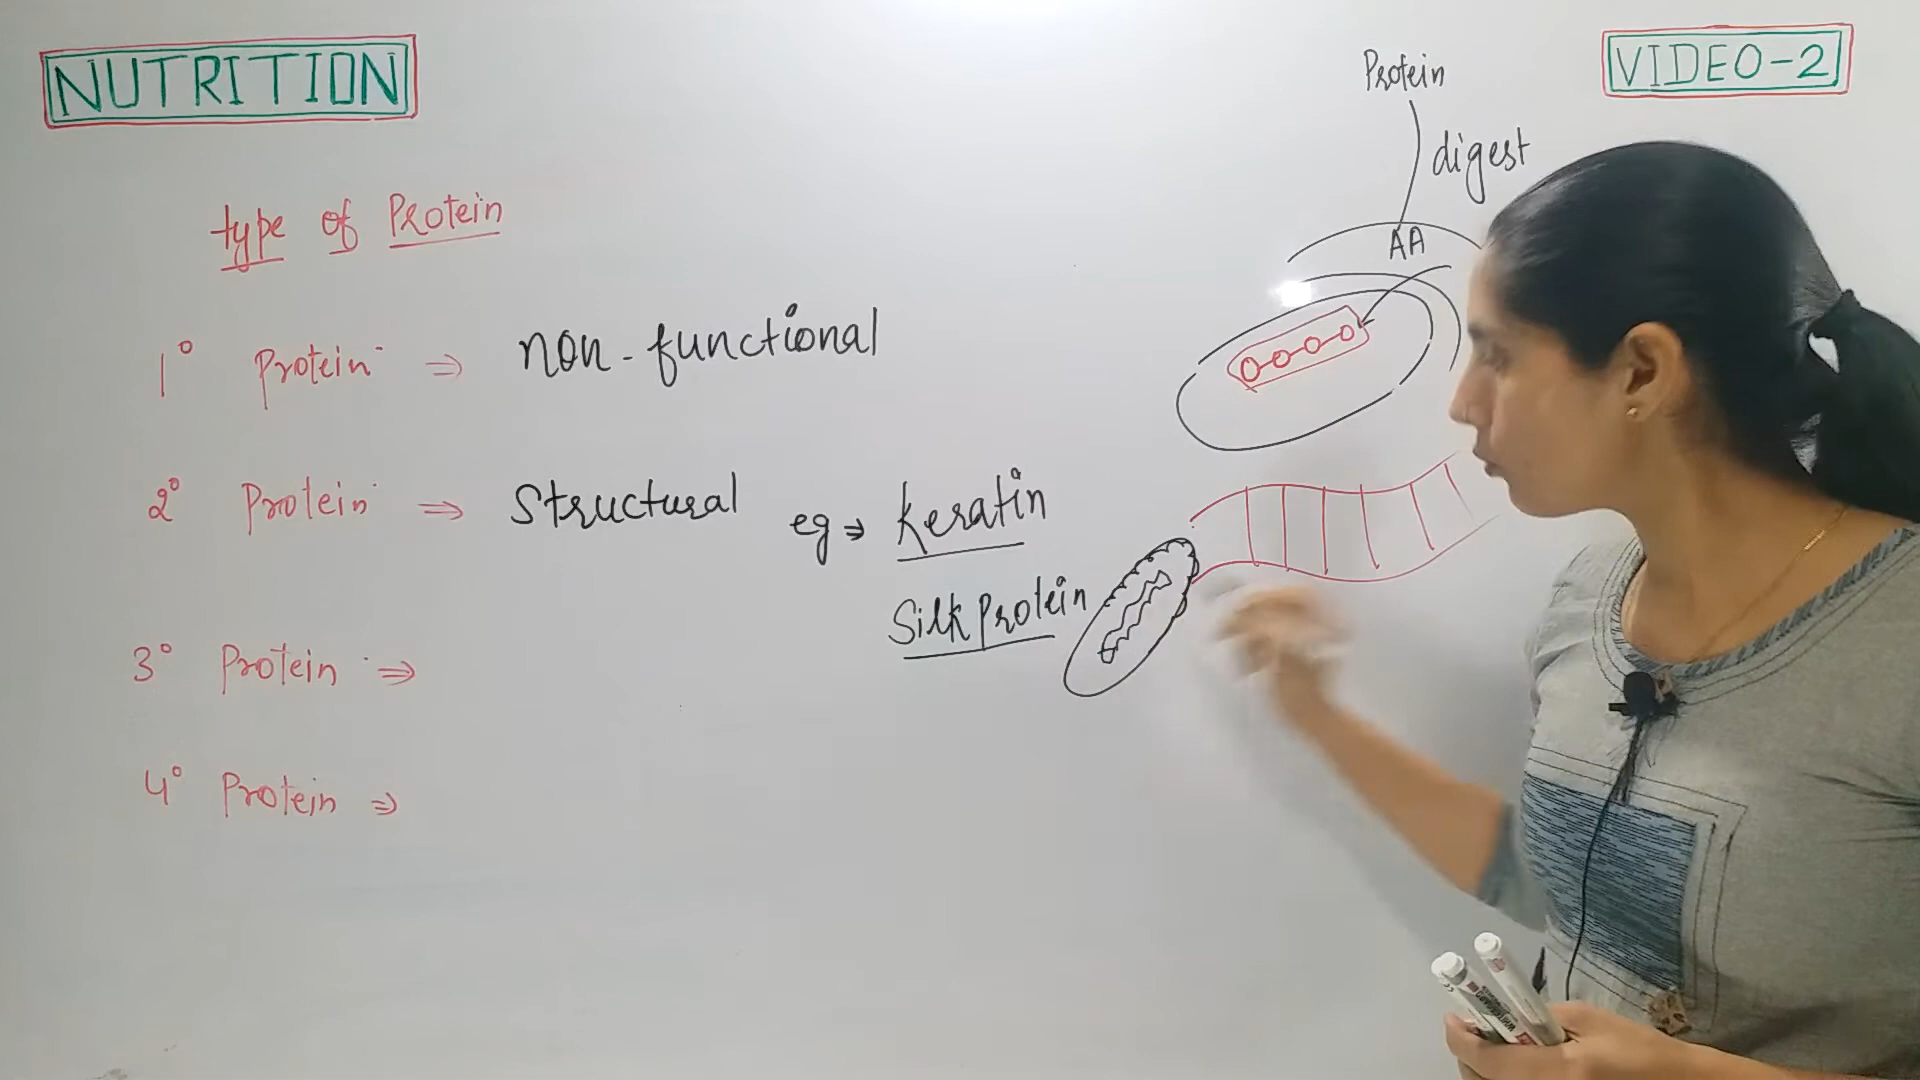 NUTRITION
VIDEO-2
Protein
digest
AA
type of Protein
1° Protein ⇒ non-functional
2° Protein ⇒ Structural eg ⇒ Keratin
Silk Protein
3° Protein ⇒
4° Protein ⇒